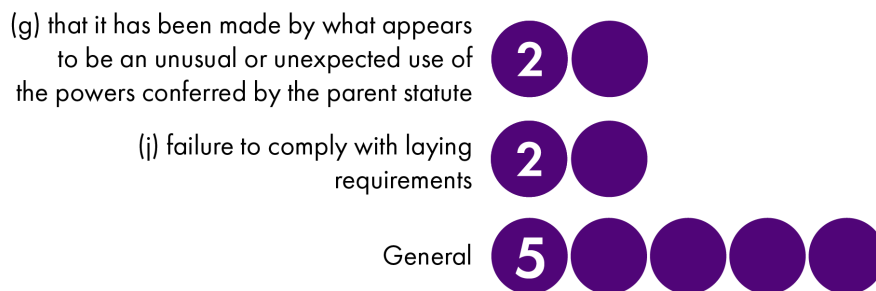 (g) that it has been made by what appears
to be an unusual or unexpected use of
the powers conferred by the parent statute
2
(j) failure to comply with laying
requirements
2
General
5